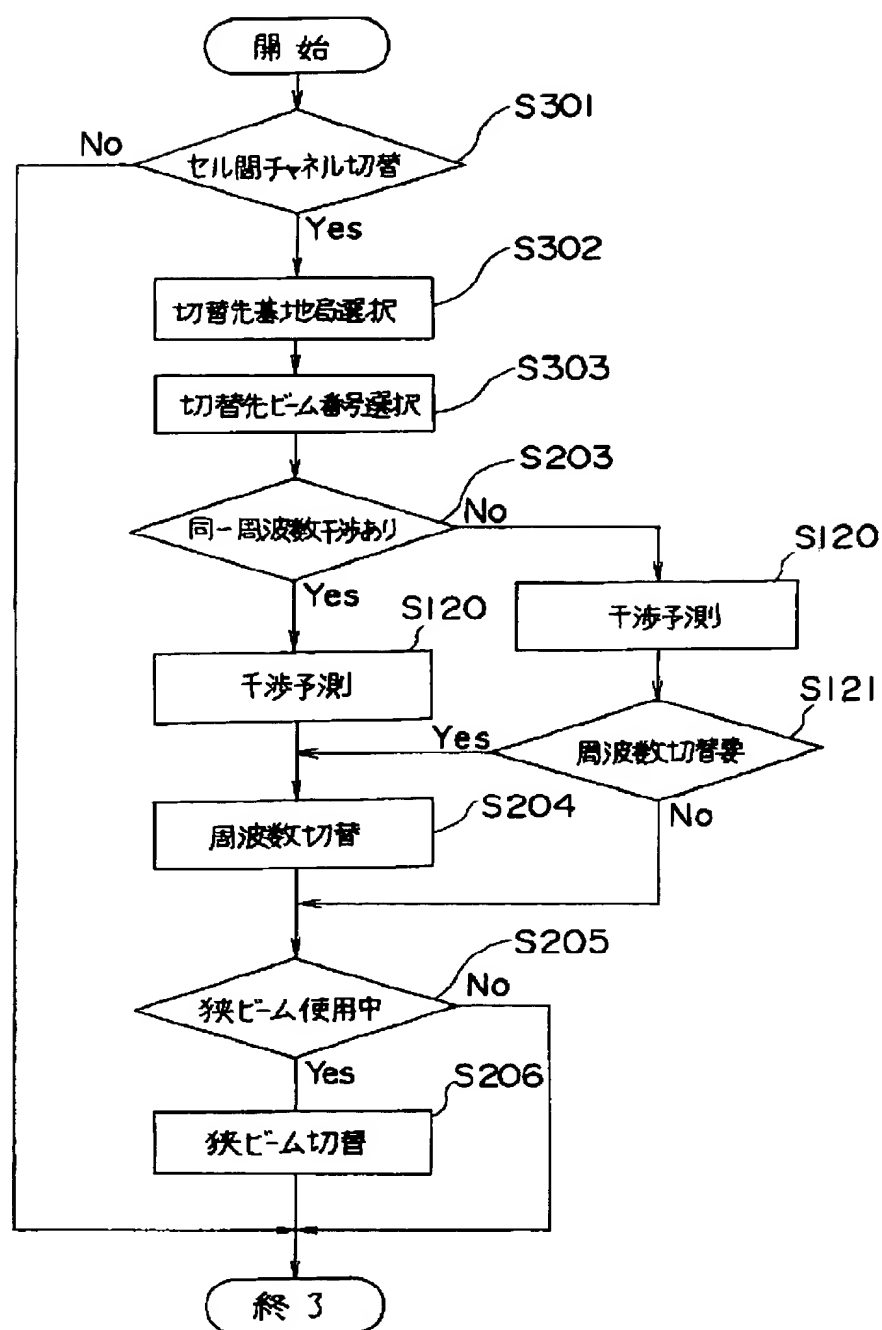 開始
S301
No
セル間チャネル切替
Yes
S302
切替先基地局選択
S303
切替先ビーム番号選択
S203
同一周波数干渉あり
No
Yes
S120
干渉予測
S120
干渉予測
S121
周波数切替要
Yes
No
S204
周波数切替
S205
狭ビーム使用中
No
Yes
S206
狭ビーム切替
終了